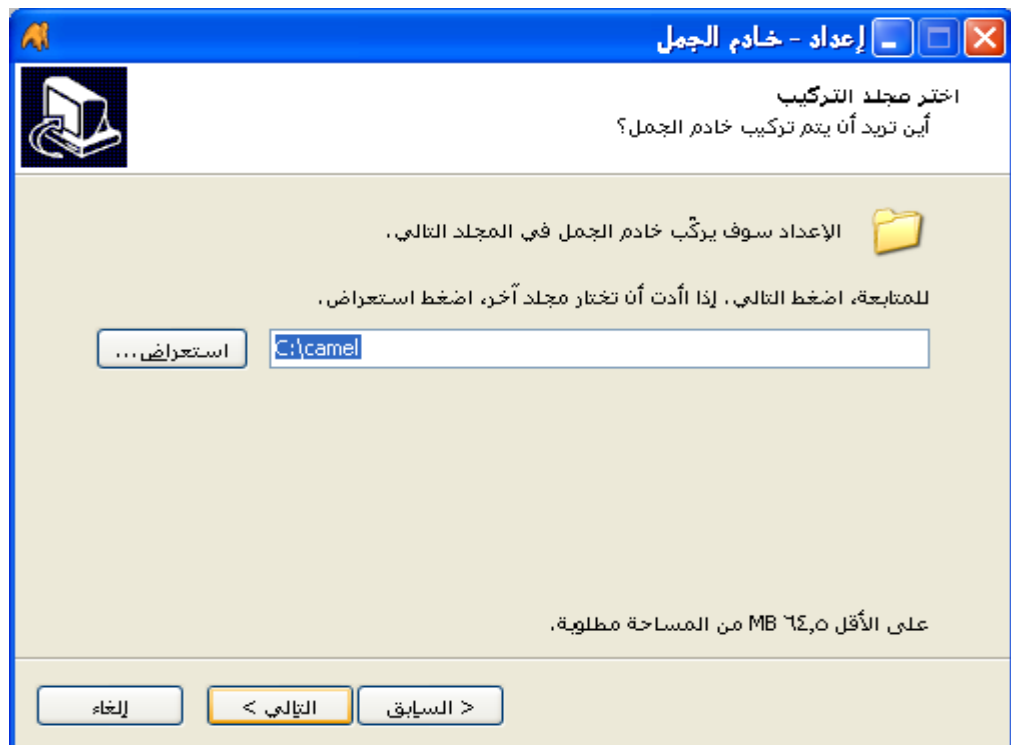 إعداد - خادم الجمل
اختر مجلد التركيب
أين تريد أن يتم تركيب خادم الجمل؟
الإعداد سوف يركّب خادم الجمل في المجلد التالي.
للمتابعة، اضغط التالي. إذا اأدت أن تختار مجلد آخر، اضغط استعراض.
C:\camel
استعراض...
على الأقل ٦٤,٥ MB من المساحة مطلوبة.
< السابق
التالي >
إلغاء